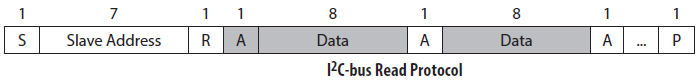 1 7 1 1 8 1 8 1 1
S Slave Address R A Data A Data A ... P
I²C-bus Read Protocol